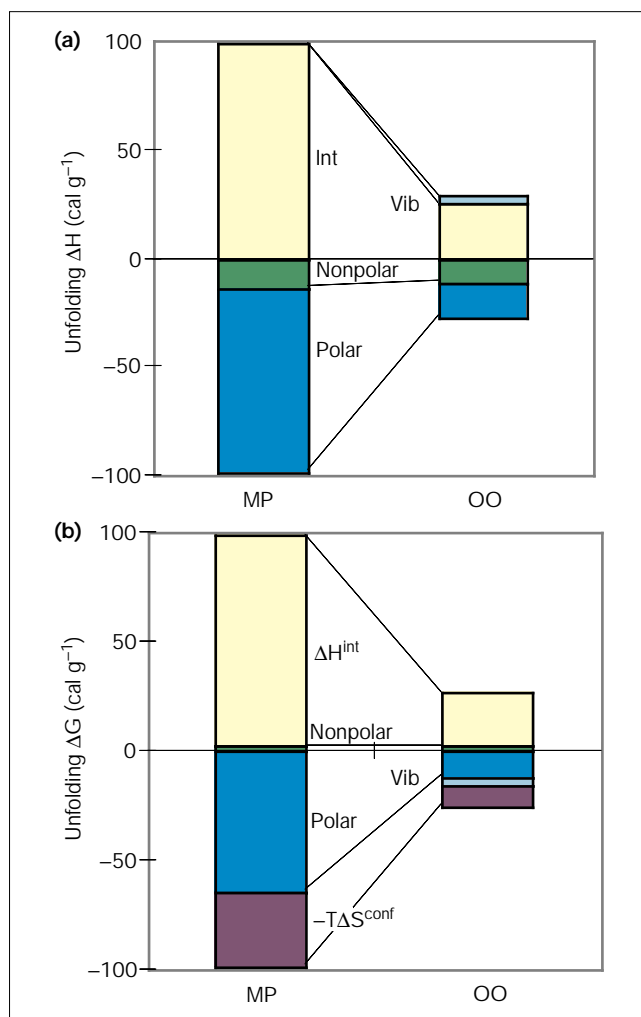 (a)
Unfolding ΔH (cal g⁻¹)
100
50
0
−50
−100
Int
Vib
Nonpolar
Polar
MP
OO
(b)
Unfolding ΔG (cal g⁻¹)
100
50
0
−50
−100
ΔH^int
Nonpolar
Vib
Polar
−TΔS^conf
MP
OO